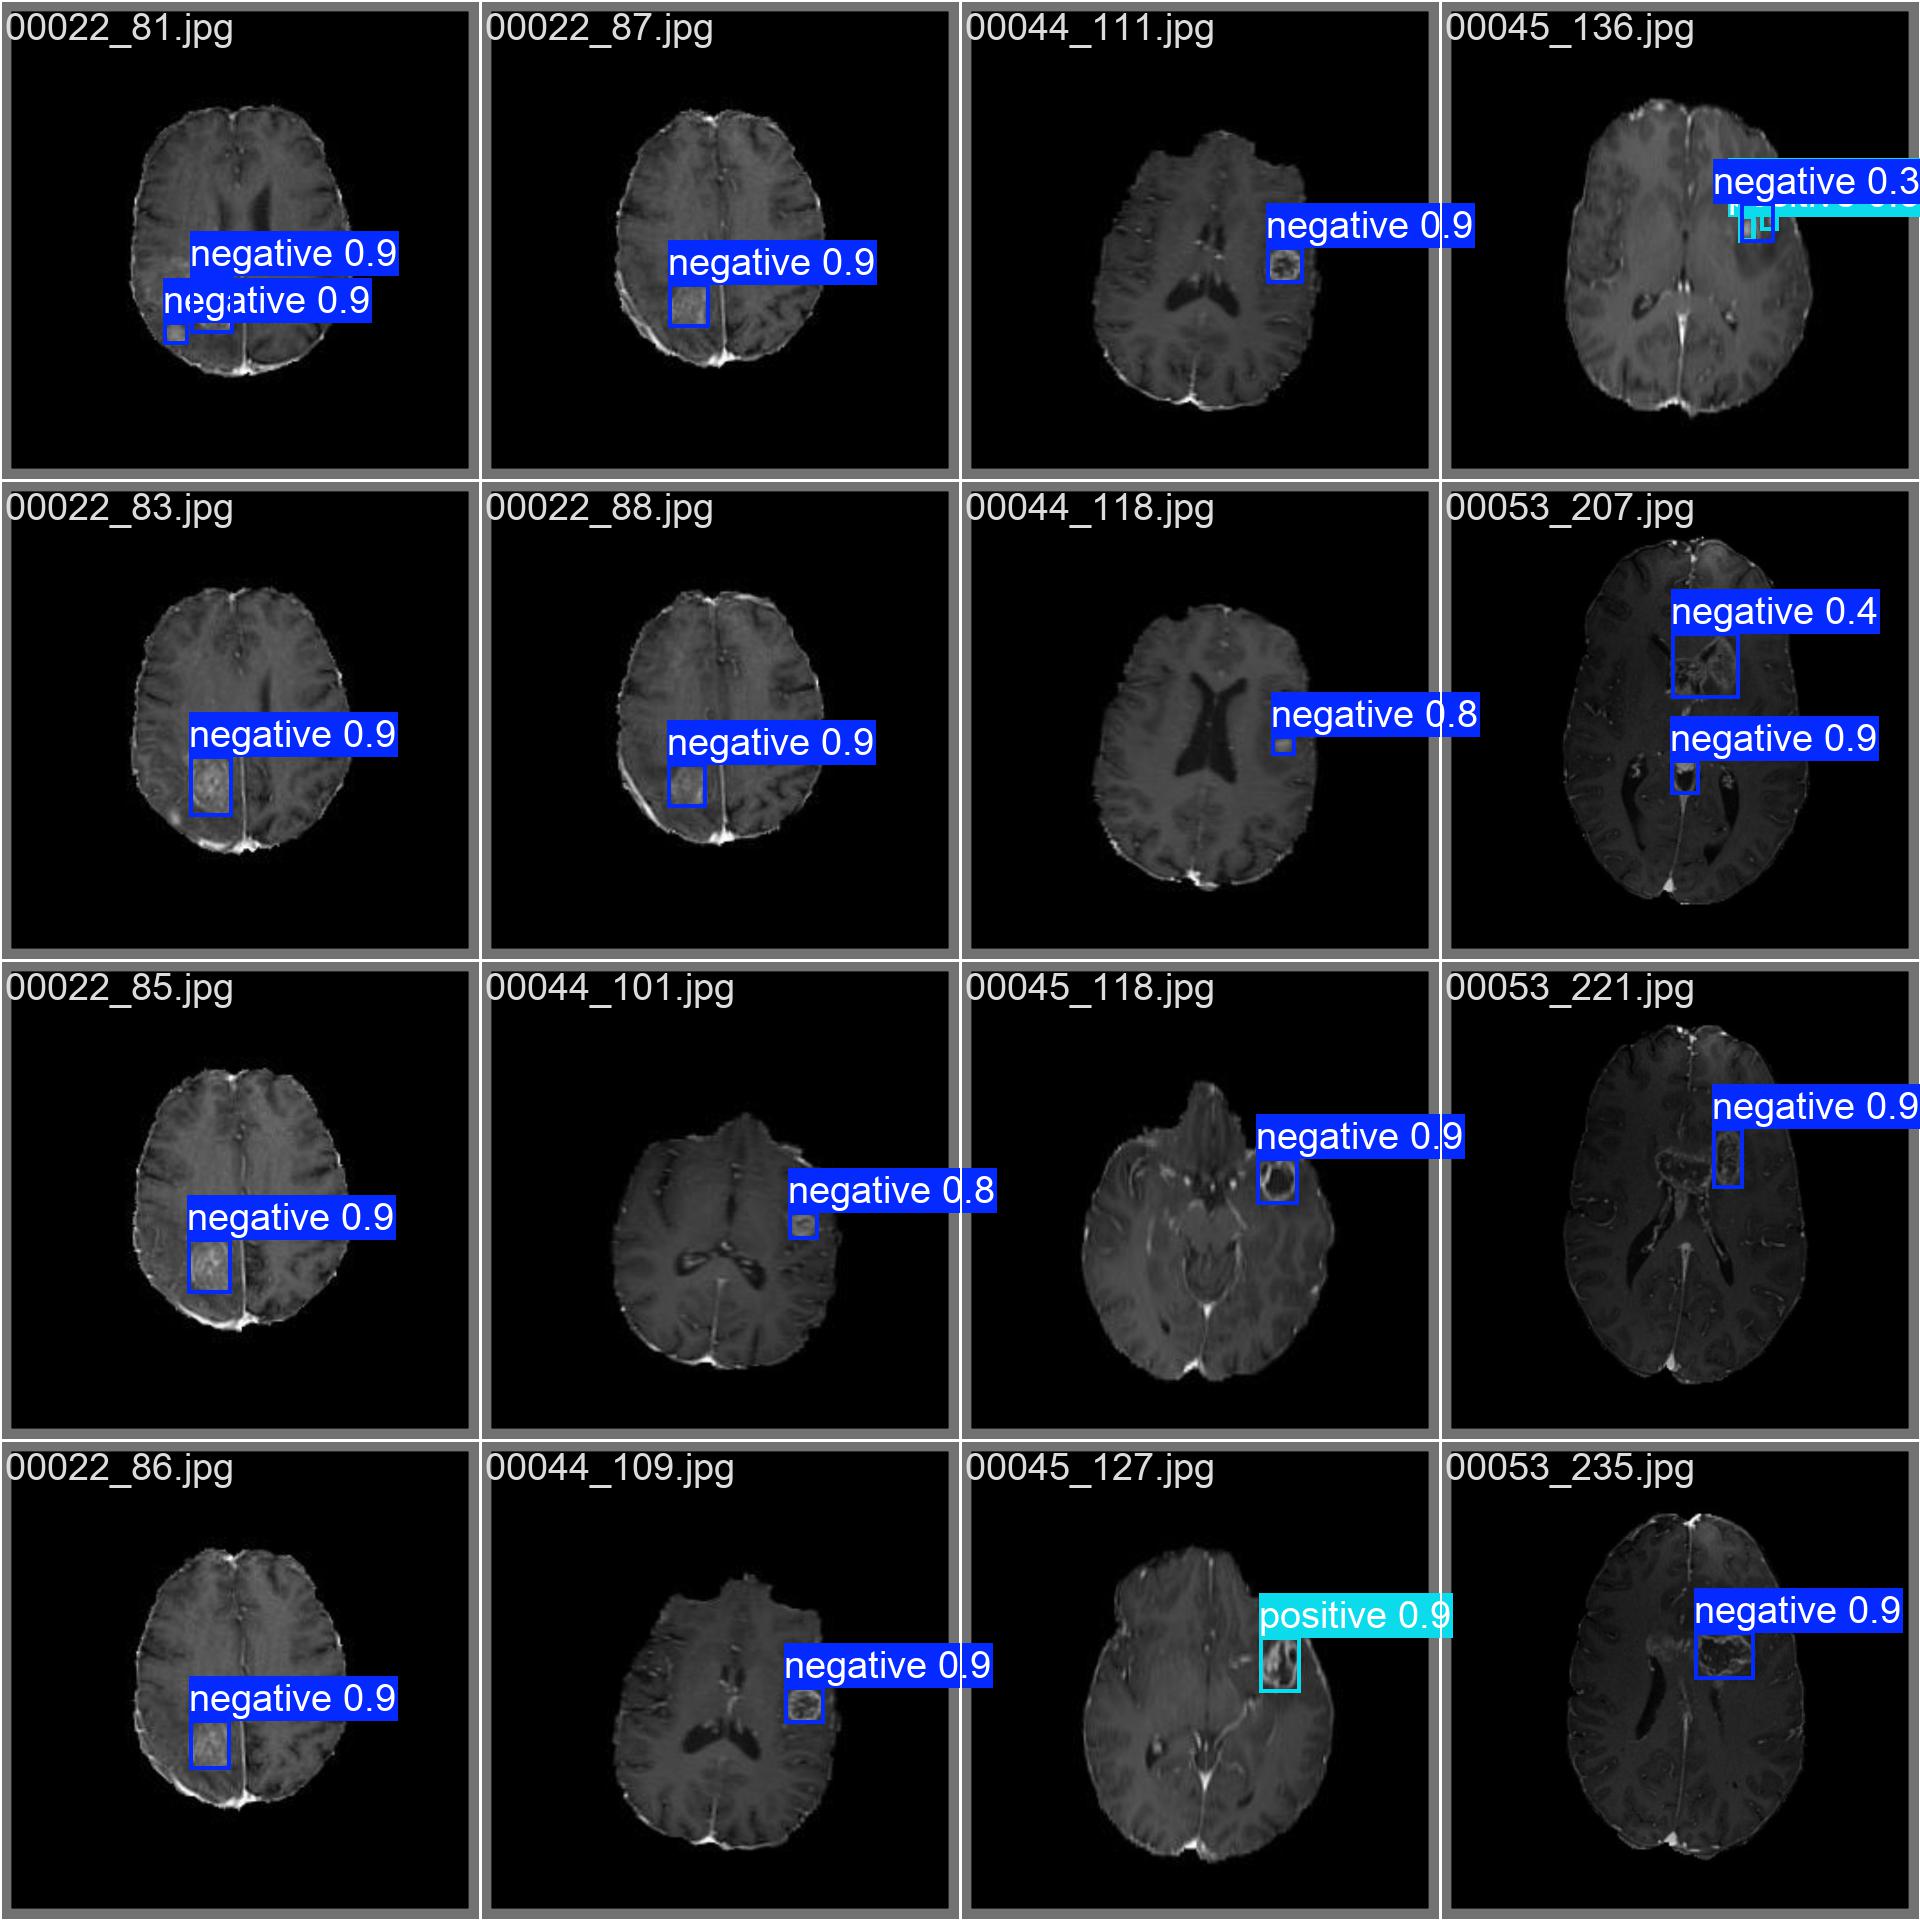 00022_81.jpg
negative 0.9
negative 0.9
00022_87.jpg
negative 0.9
00044_111.jpg
negative 0.9
00045_136.jpg
negative 0.3
00022_83.jpg
negative 0.9
00022_88.jpg
negative 0.9
00044_118.jpg
negative 0.8
00053_207.jpg
negative 0.4
negative 0.9
00022_85.jpg
negative 0.9
00044_101.jpg
negative 0.8
00045_118.jpg
negative 0.9
00053_221.jpg
negative 0.9
00022_86.jpg
negative 0.9
00044_109.jpg
negative 0.9
00045_127.jpg
positive 0.9
00053_235.jpg
negative 0.9